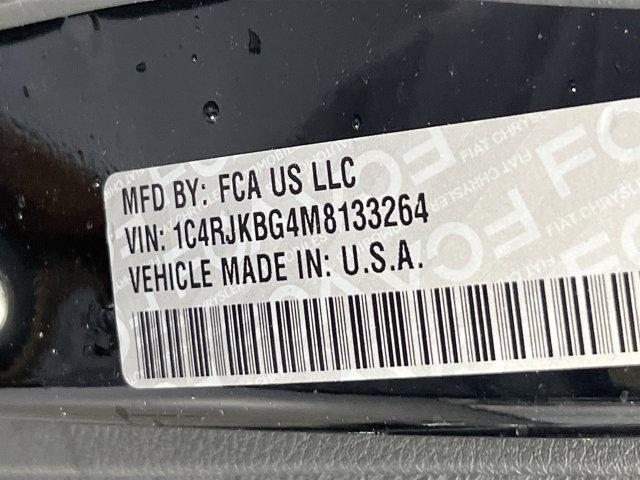 MFD BY: FCA US LLC
VIN: 1C4RJKBG4M8133264
VEHICLE MADE IN: U.S.A.